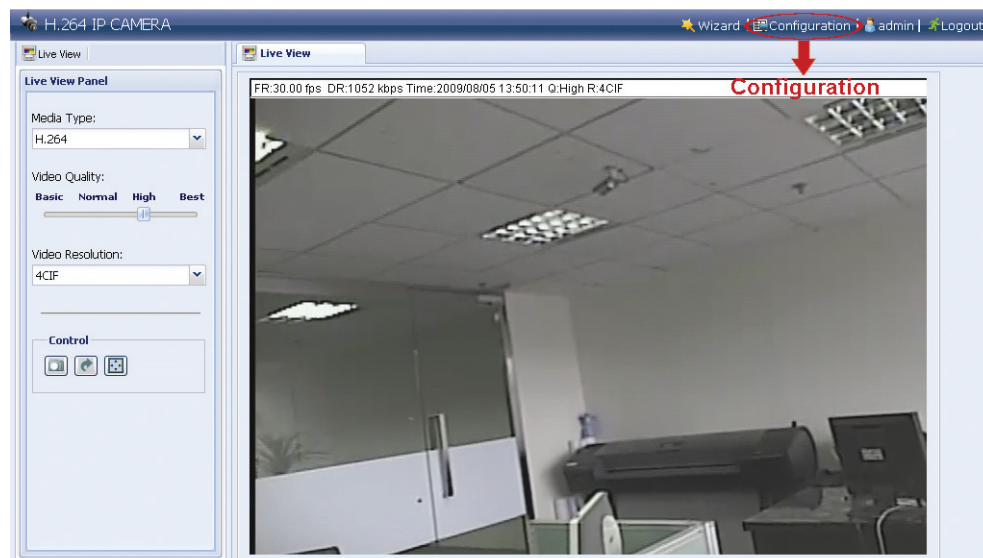 H.264 IP CAMERA
Wizard | Configuration | admin | Logout
Live View
Live View
Live View Panel
Configuration
FR:30.00 fps DR:1052 kbps Time:2009/08/05 13:50:11 Q:High R:4CIF
Media Type:
H.264
Video Quality:
Basic Normal High Best
Video Resolution:
4CIF
Control